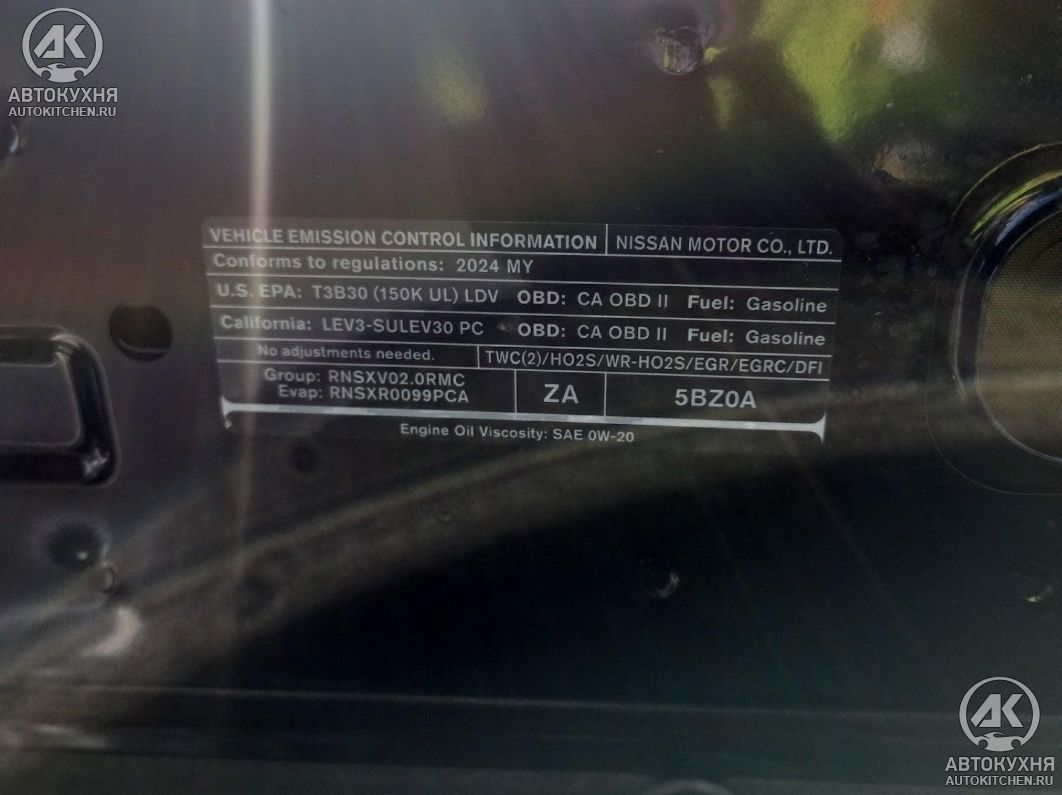 AK
АВТОКУХНЯ
AUTOKITCHEN.RU
VEHICLE EMISSION CONTROL INFORMATION NISSAN MOTOR CO., LTD.
Conforms to regulations: 2024 MY
U.S. EPA: T3B30 (150K UL) LDV OBD: CA OBD II Fuel: Gasoline
California: LEV3-SULEV30 PC OBD: CA OBD II Fuel: Gasoline
No adjustments needed. TWC(2)/HO2S/WR-HO2S/EGR/EGRC/DFI
Group: RNSXV02.0RMC
Evap: RNSXR0099PCA ZA 5BZ0A
Engine Oil Viscosity: SAE 0W-20
AK
АВТОКУХНЯ
AUTOKITCHEN.RU